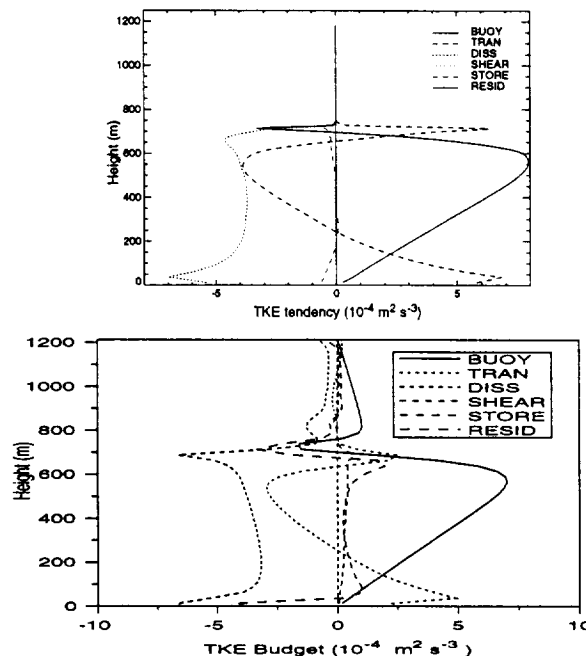 1200
1000
800
600
400
200
0
Height (m)
BUOY
TRAN
DISS
SHEAR
STORE
RESID
-5
0
5
TKE tendency (10⁻⁴ m² s⁻³)
1200
1000
800
600
400
200
0
Height (m)
BUOY
TRAN
DISS
SHEAR
STORE
RESID
-10
-5
0
5
10
TKE Budget (10⁻⁴ m² s⁻³)